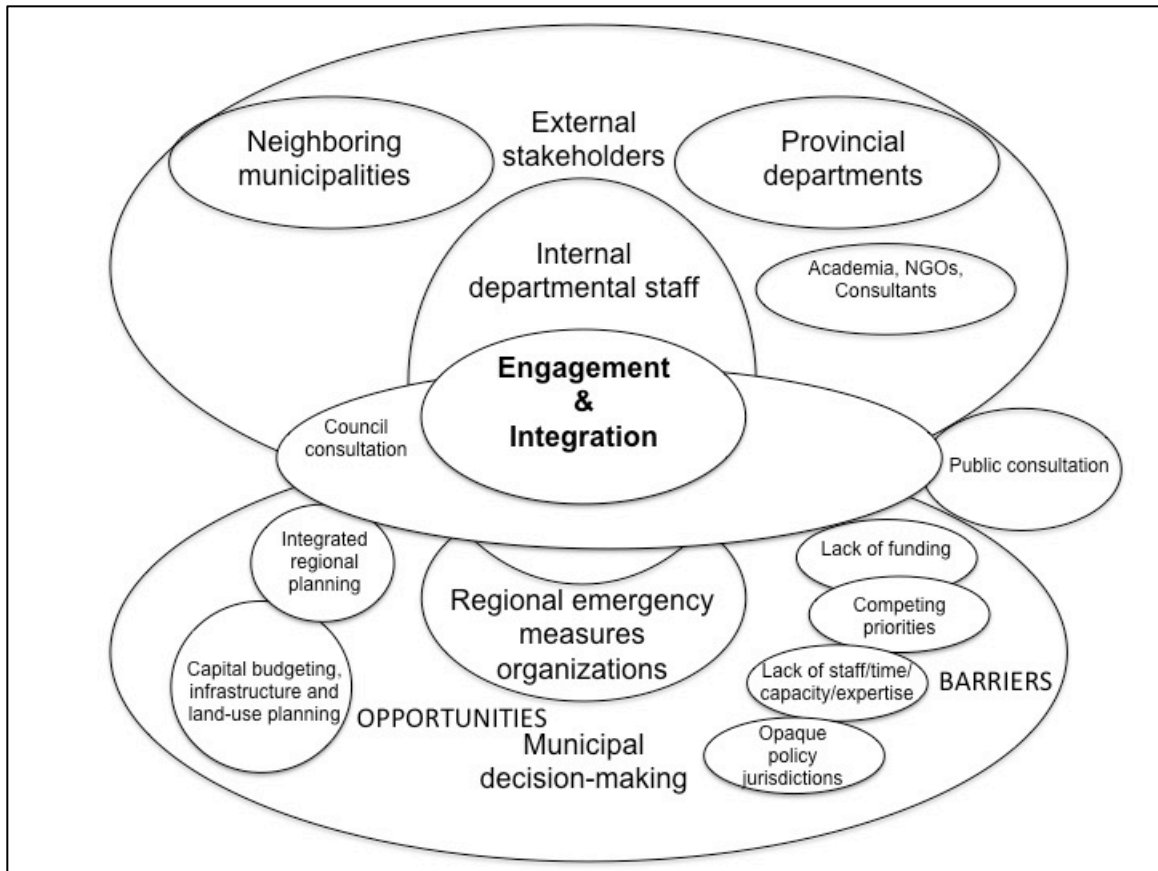 External
stakeholders
Neighboring
municipalities
Provincial
departments
Internal
departmental staff
Academia, NGOs,
Consultants
Engagement
&
Integration
Council
consultation
Public consultation
Integrated
regional
planning
Lack of funding
Regional emergency
measures
organizations
Competing
priorities
Capital budgeting,
infrastructure and
land-use planning
OPPORTUNITIES
Lack of staff/time/
capacity/expertise
BARRIERS
Municipal
decision-making
Opaque
policy
jurisdictions